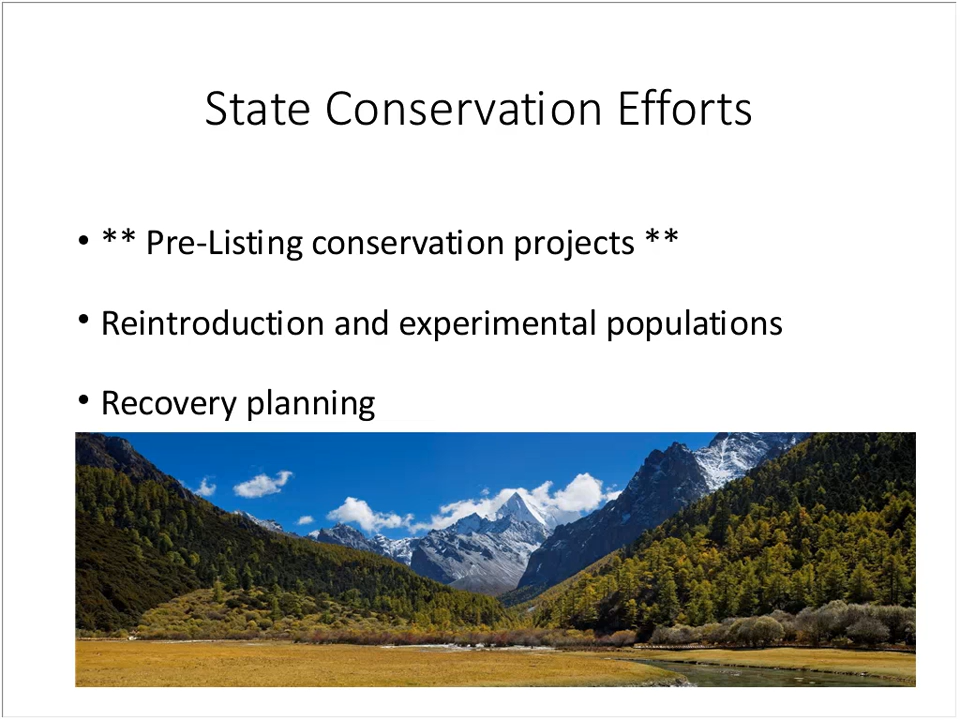 State Conservation Efforts
• ** Pre-Listing conservation projects **
• Reintroduction and experimental populations
• Recovery planning